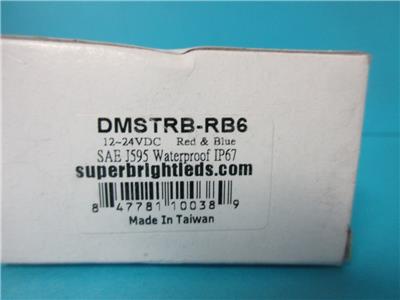 DMSTRB-RB6
12~24VDC Red & Blue
SAE J595 Waterproof IP67
superbrightleds.com
8 47781 10038 9
Made In Taiwan